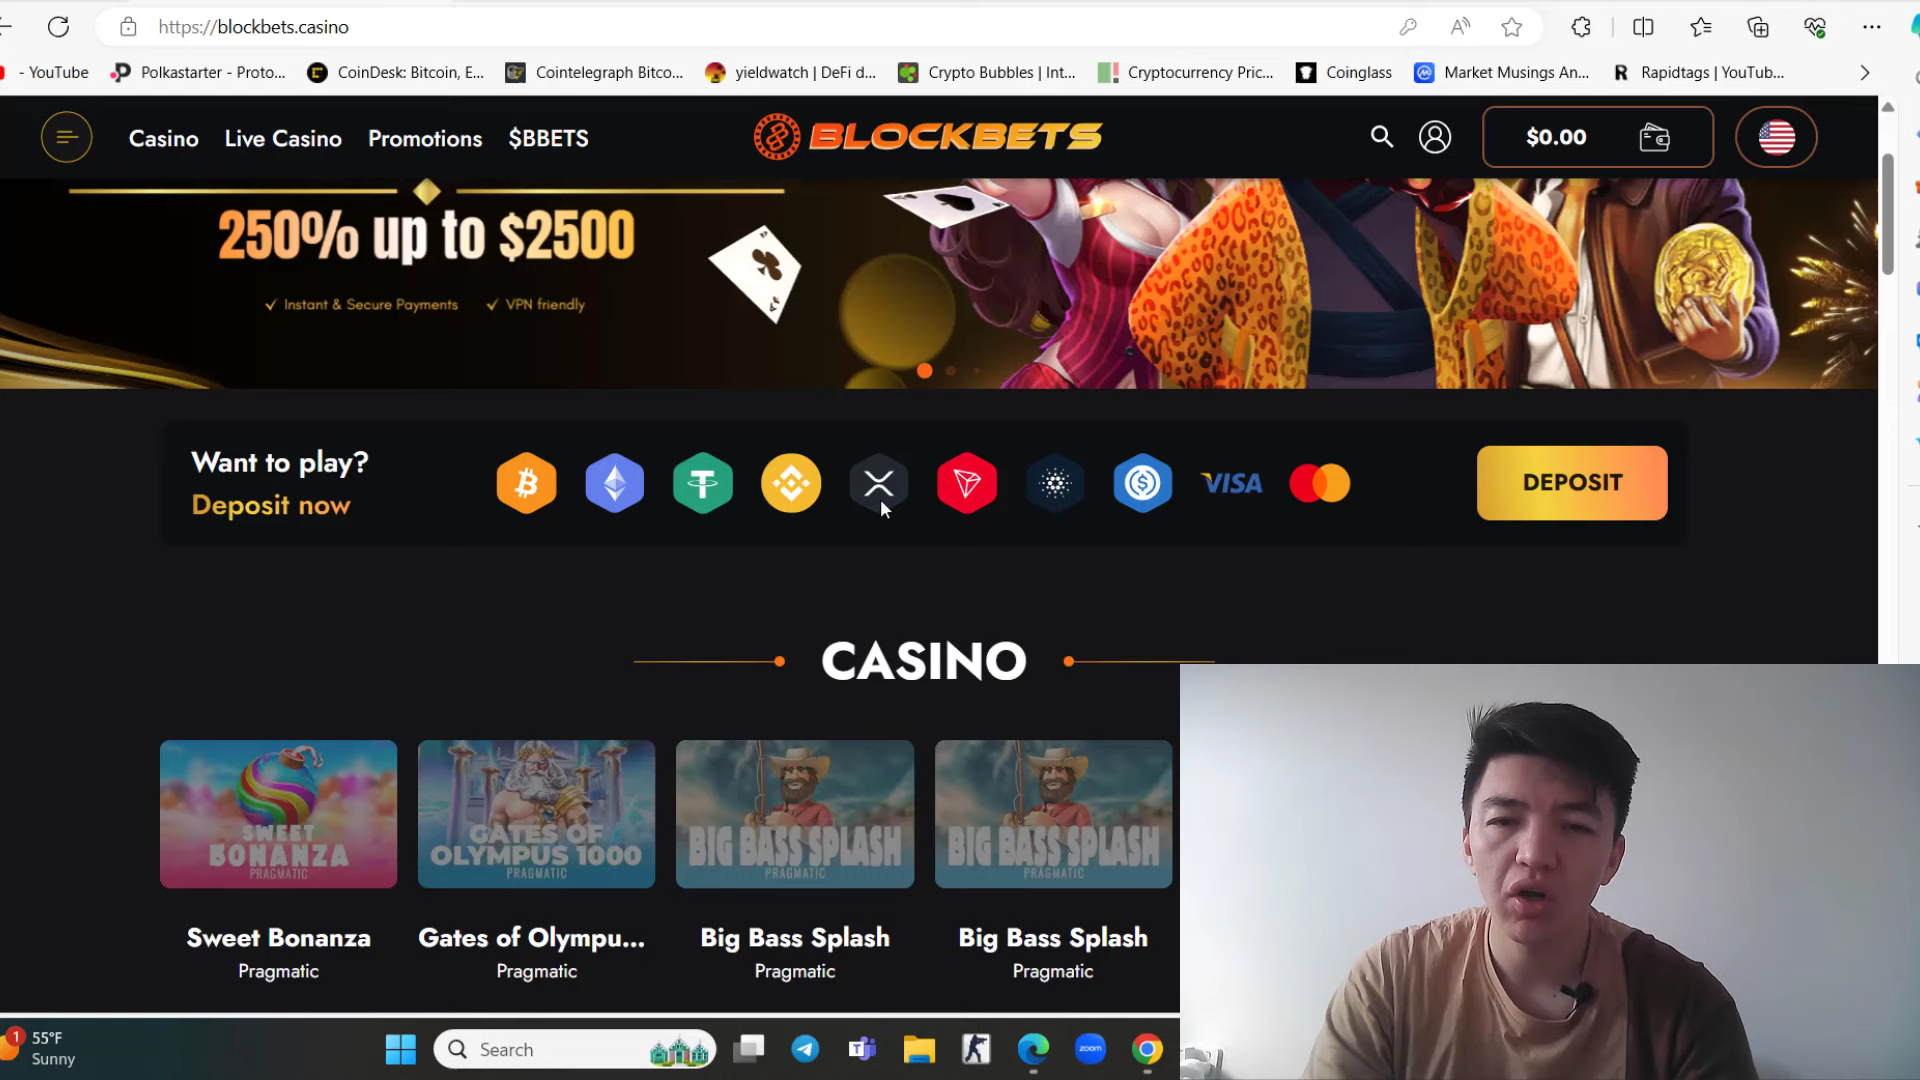 https://blockbets.casino
- YouTube
Polkastarter - Proto...
CoinDesk: Bitcoin, E...
Cointelegraph Bitco...
yieldwatch | DeFi d...
Crypto Bubbles | Int...
Cryptocurrency Pric...
Coinglass
Market Musings An...
Rapidtags | YouTub...
Casino
Live Casino
Promotions
$BBETS
BLOCKBETS
$0.00
250% up to $2500
Instant & Secure Payments
VPN friendly
Want to play?
Deposit now
VISA
DEPOSIT
CASINO
SWEET
BONANZA
PRAGMATIC
GATES OF
OLYMPUS 1000
PRAGMATIC
BIG BASS SPLASH
PRAGMATIC
BIG BASS SPLASH
PRAGMATIC
Sweet Bonanza
Pragmatic
Gates of Olympu...
Pragmatic
Big Bass Splash
Pragmatic
Big Bass Splash
Pragmatic
1
55°F
Sunny
Search
zoom